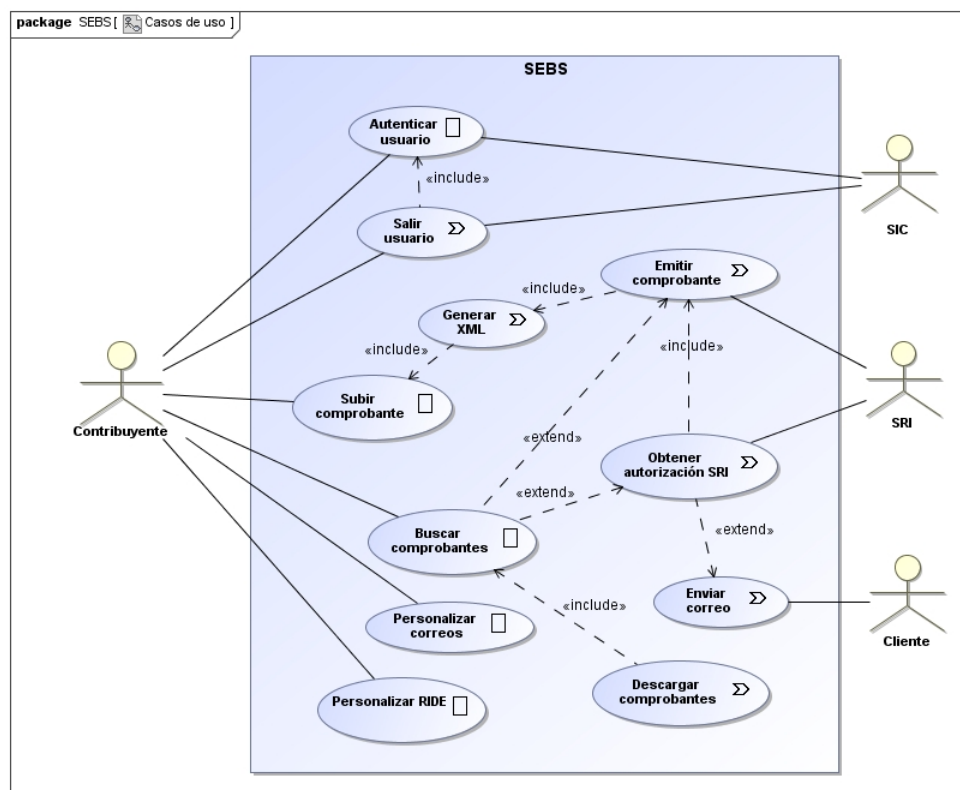 package SEBS [ Casos de uso ]
SEBS
Autenticar
usuario
«include»
Salir
usuario
SIC
Emitir
comprobante
«include»
Generar
XML
«include»
«include»
Subir
comprobante
Contribuyente
SRI
«extend»
Obtener
autorización SRI
«extend»
Buscar
comprobantes
«extend»
Enviar
correo
«include»
Cliente
Personalizar
correos
Descargar
comprobantes
Personalizar RIDE